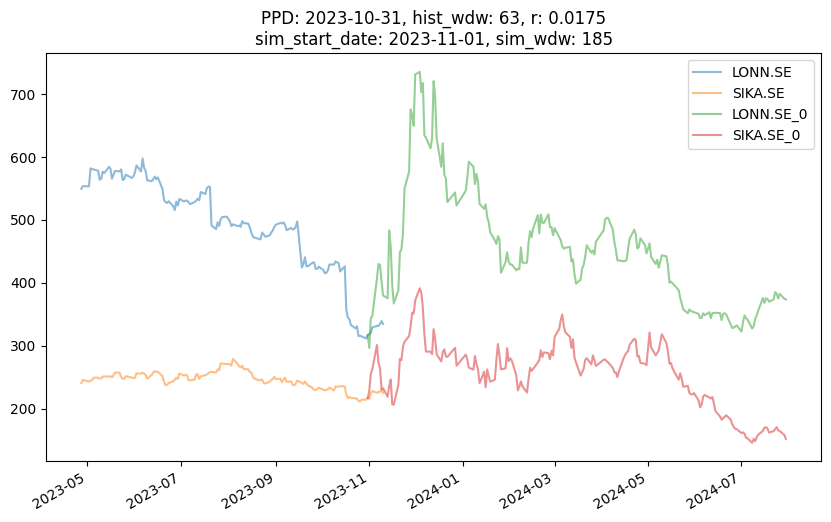 PPD: 2023-10-31, hist_wdw: 63, r: 0.0175
sim_start_date: 2023-11-01, sim_wdw: 185
LONN.SE
SIKA.SE
LONN.SE_0
SIKA.SE_0
700
600
500
400
300
200
2023-05
2023-07
2023-09
2023-11
2024-01
2024-03
2024-05
2024-07